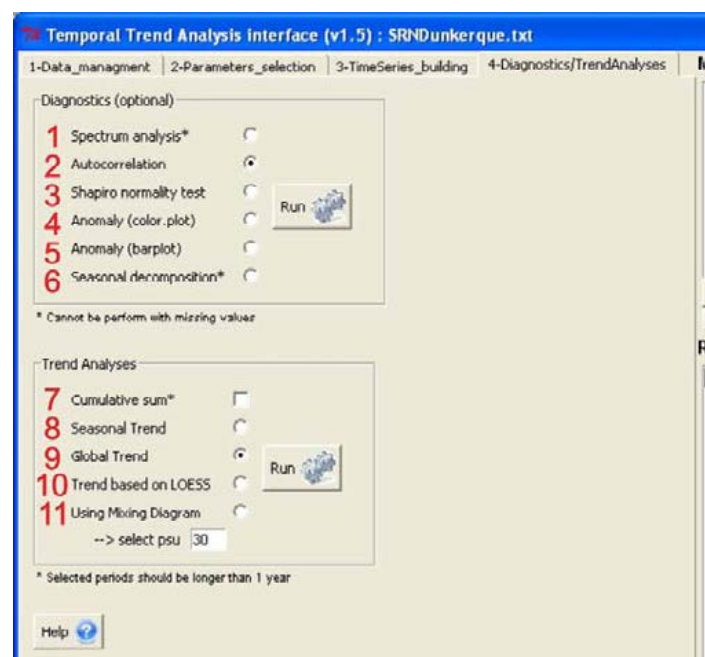 Temporal Trend Analysis interface (v1.5) : SRNDunkerque.txt
1-Data_managment 2-Parameters_selection 3-TimeSeries_building 4-Diagnostics/TrendAnalyses
Diagnostics (optional)
1 Spectrum analysis*
2 Autocorrelation
3 Shapiro normality test
Run
4 Anomaly (color.plot)
5 Anomaly (barplot)
6 Seasonal decomposition*
* Cannot be perform with missing values
Trend Analyses
7 Cumulative sum*
8 Seasonal Trend
9 Global Trend
Run
10 Trend based on LOESS
11 Using Mixing Diagram
--> select psu 30
* Selected periods should be longer than 1 year
Help